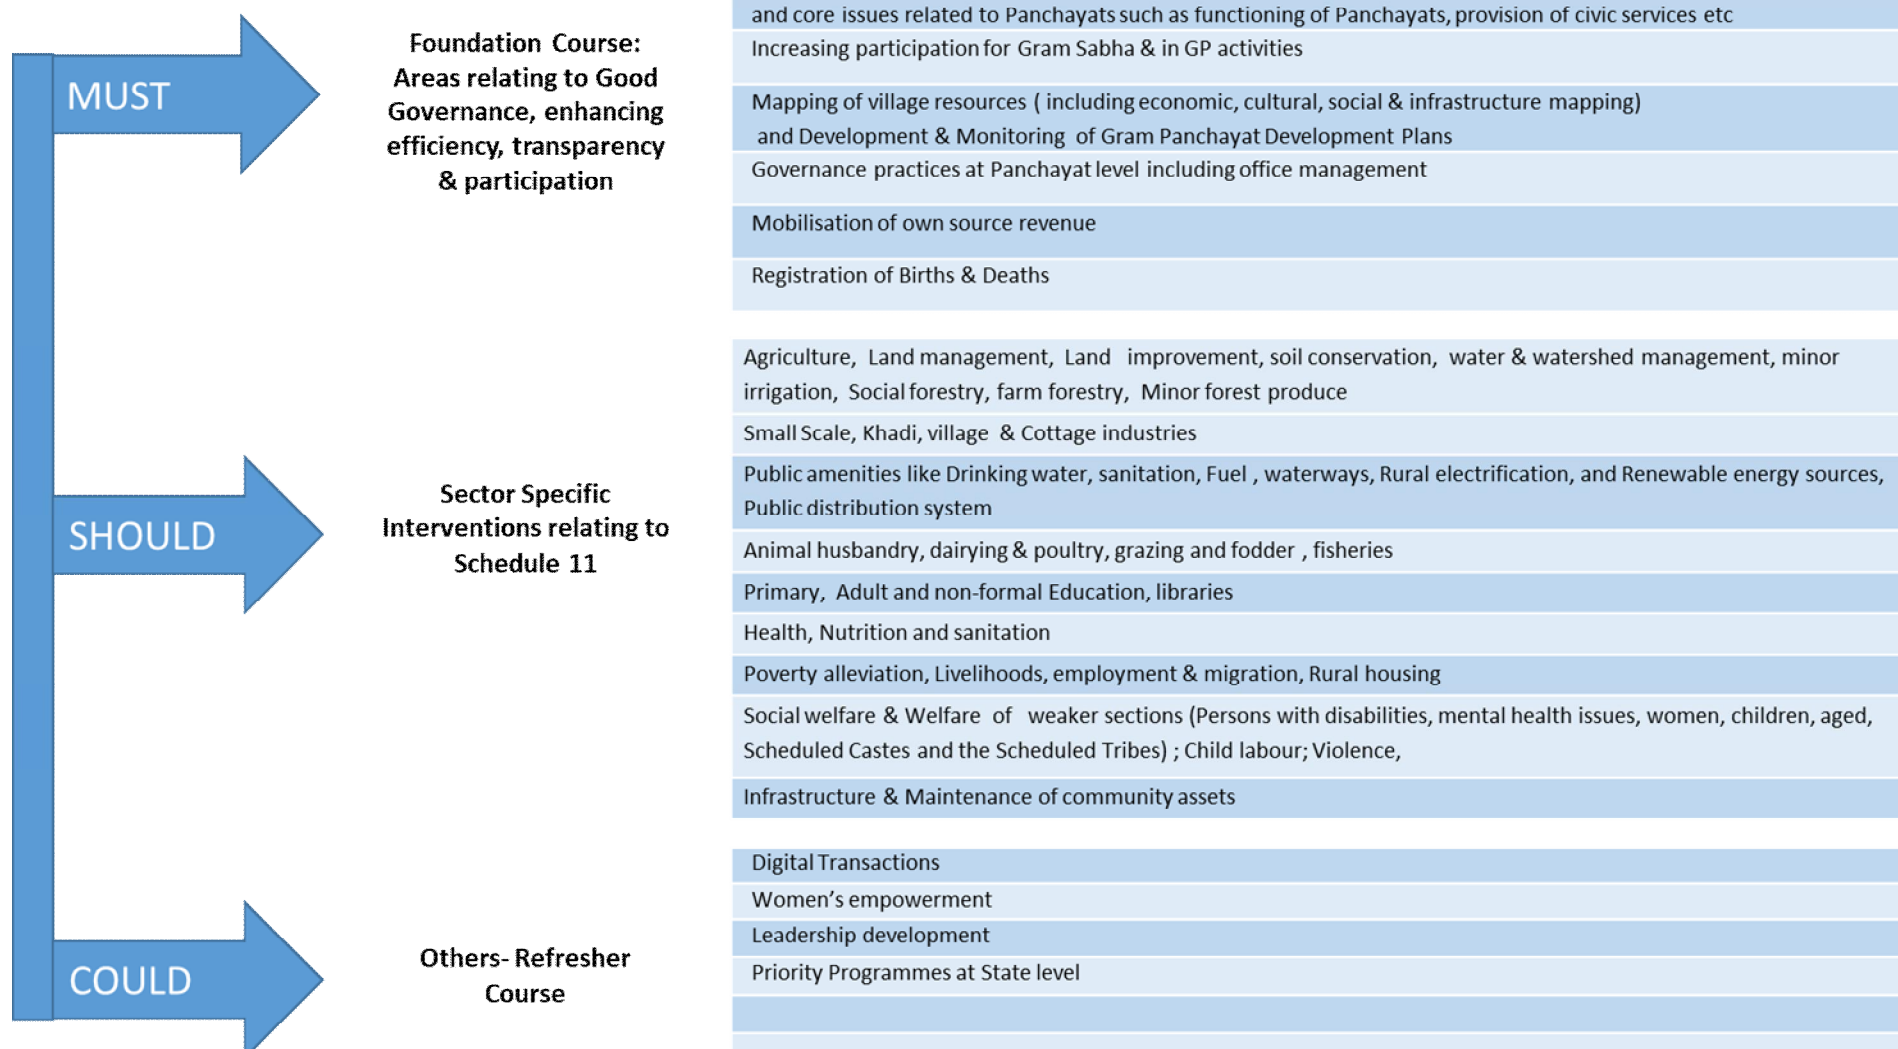 MUST
Foundation Course:
Areas relating to Good
Governance, enhancing
efficiency, transparency
& participation
and core issues related to Panchayats such as functioning of Panchayats, provision of civic services etc
Increasing participation for Gram Sabha & in GP activities
Mapping of village resources ( including economic, cultural, social & infrastructure mapping)
and Development & Monitoring of Gram Panchayat Development Plans
Governance practices at Panchayat level including office management
Mobilisation of own source revenue
Registration of Births & Deaths
SHOULD
Sector Specific
Interventions relating to
Schedule 11
Agriculture, Land management, Land improvement, soil conservation, water & watershed management, minor
irrigation, Social forestry, farm forestry, Minor forest produce
Small Scale, Khadi, village & Cottage industries
Public amenities like Drinking water, sanitation, Fuel , waterways, Rural electrification, and Renewable energy sources,
Public distribution system
Animal husbandry, dairying & poultry, grazing and fodder , fisheries
Primary, Adult and non-formal Education, libraries
Health, Nutrition and sanitation
Poverty alleviation, Livelihoods, employment & migration, Rural housing
Social welfare & Welfare of weaker sections (Persons with disabilities, mental health issues, women, children, aged,
Scheduled Castes and the Scheduled Tribes) ; Child labour; Violence,
Infrastructure & Maintenance of community assets
COULD
Others- Refresher
Course
Digital Transactions
Women’s empowerment
Leadership development
Priority Programmes at State level